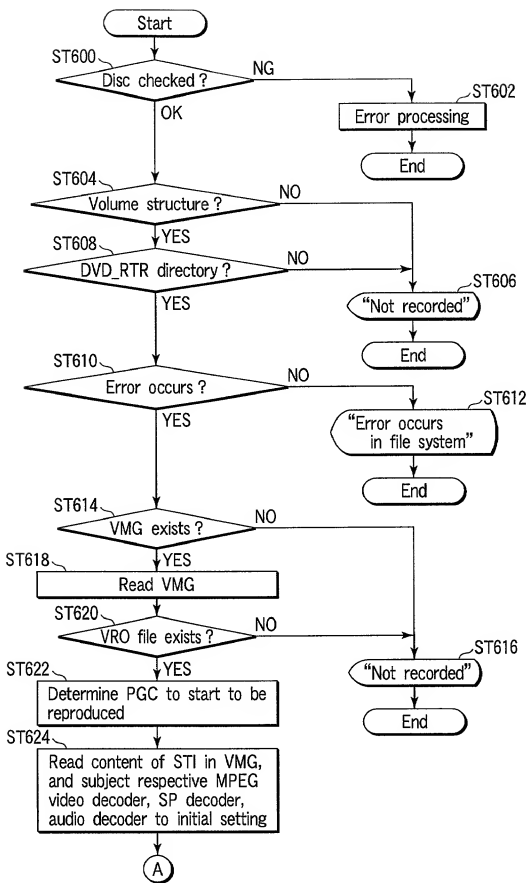 Start
ST600
Disc checked ?
NG
OK
ST602
Error processing
End
ST604
Volume structure ?
NO
YES
ST608
DVD_RTR directory ?
NO
YES
ST606
“Not recorded”
End
ST610
Error occurs ?
NO
YES
ST612
“Error occurs
in file system”
End
ST614
VMG exists ?
NO
YES
ST618
Read VMG
ST620
VRO file exists ?
NO
YES
ST616
“Not recorded”
End
ST622
Determine PGC to start to be
reproduced
ST624
Read content of STI in VMG,
and subject respective MPEG
video decoder, SP decoder,
audio decoder to initial setting
A